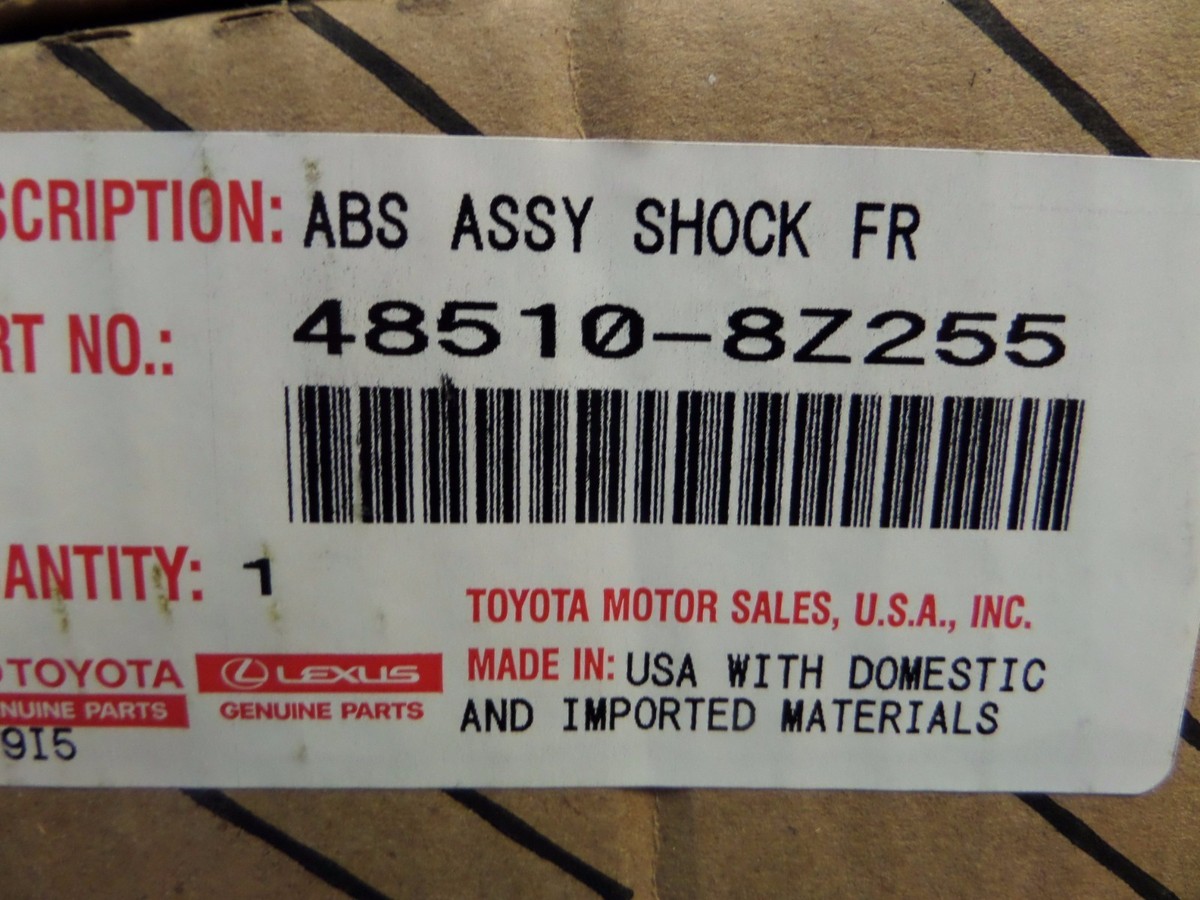 SCRIPTION: ABS ASSY SHOCK FR
RT NO.: 48510-8Z255
ANTITY: 1
TOYOTA MOTOR SALES, U.S.A., INC.
TOYOTA LEXUS MADE IN: USA WITH DOMESTIC
NUINE PARTS GENUINE PARTS AND IMPORTED MATERIALS
9I5